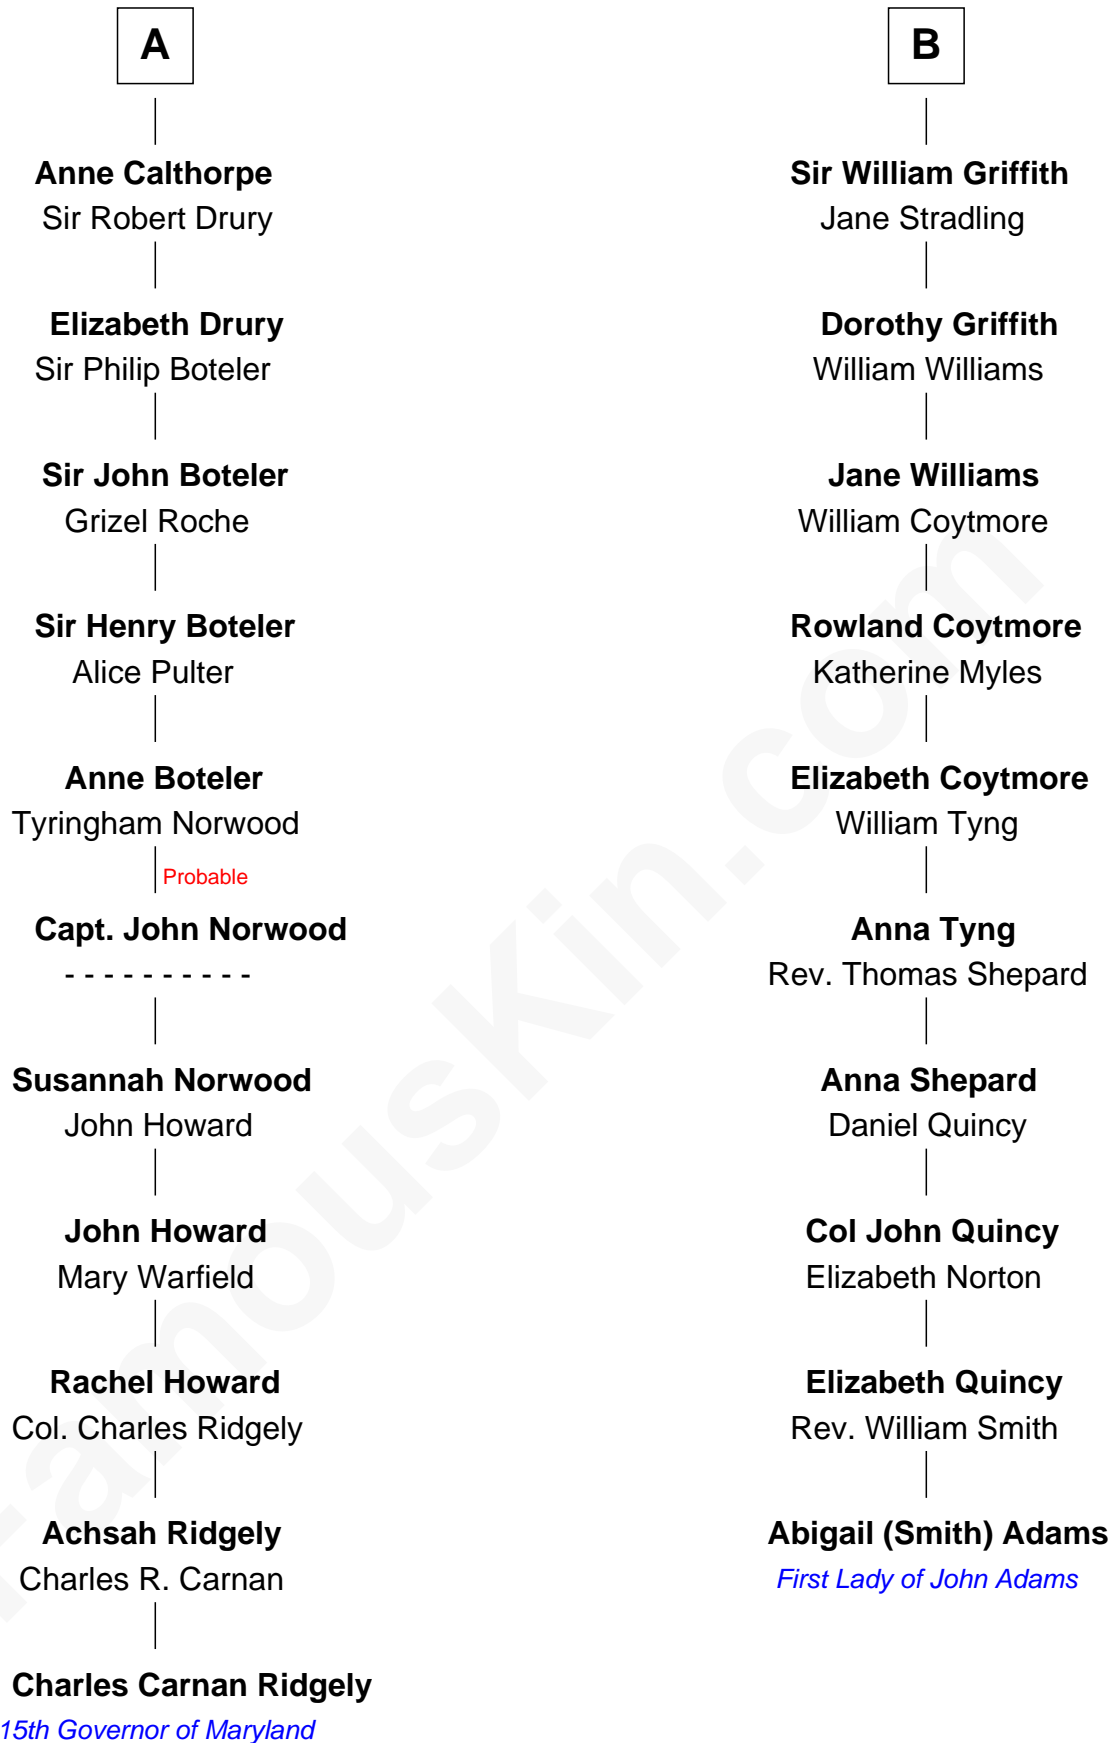 A
Anne Calthorpe
Sir Robert Drury
Elizabeth Drury
Sir Philip Boteler
Sir John Boteler
Grizel Roche
Sir Henry Boteler
Alice Pulter
Anne Boteler
Tyringham Norwood
Probable
Capt. John Norwood
- - - - - - - - - -
Susannah Norwood
John Howard
John Howard
Mary Warfield
Rachel Howard
Col. Charles Ridgely
Achsah Ridgely
Charles R. Carnan
Charles Carnan Ridgely
15th Governor of Maryland
B
Sir William Griffith
Jane Stradling
Dorothy Griffith
William Williams
Jane Williams
William Coytmore
Rowland Coytmore
Katherine Myles
Elizabeth Coytmore
William Tyng
Anna Tyng
Rev. Thomas Shepard
Anna Shepard
Daniel Quincy
Col John Quincy
Elizabeth Norton
Elizabeth Quincy
Rev. William Smith
Abigail (Smith) Adams
First Lady of John Adams
FamousKin.com